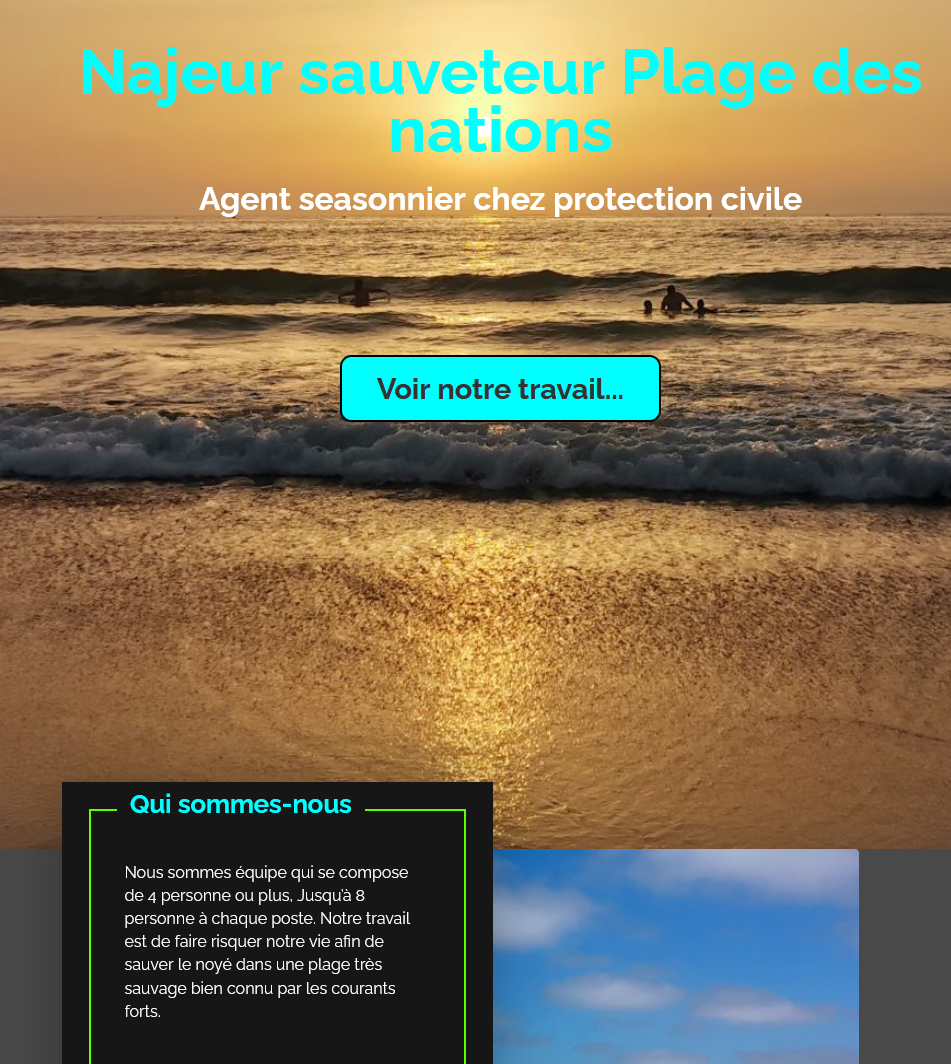 Najeur sauveteur Plage des
nations
Agent seasonnier chez protection civile
Voir notre travail...
Qui sommes-nous
Nous sommes équipe qui se compose
de 4 personne ou plus, Jusqu'à 8
personne à chaque poste. Notre travail
est de faire risquer notre vie afin de
sauver le noyé dans une plage très
sauvage bien connu par les courants
forts.